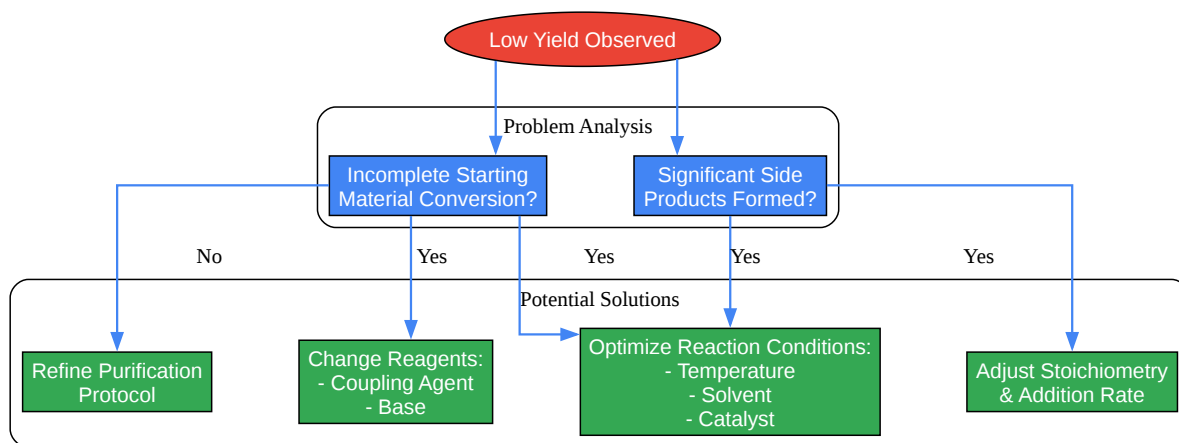 Low Yield Observed
Problem Analysis
Incomplete Starting
Material Conversion?
Significant Side
Products Formed?
No
Yes
Yes
Yes
Yes
Potential Solutions
Refine Purification
Protocol
Change Reagents:
- Coupling Agent
- Base
Optimize Reaction Conditions:
- Temperature
- Solvent
- Catalyst
Adjust Stoichiometry
& Addition Rate